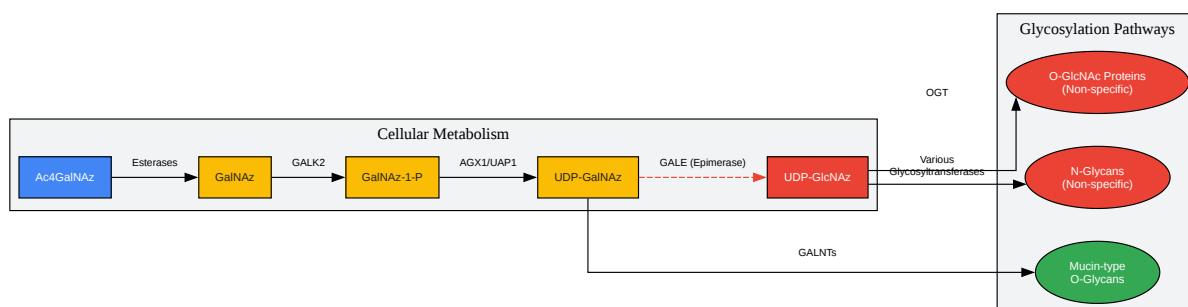 Glycosylation Pathways
O-GlcNAc Proteins
(Non-specific)
OGT
Cellular Metabolism
Ac4GalNAz
Esterases
GalNAz
GALK2
GalNAz-1-P
AGX1/UAP1
UDP-GalNAz
GALE (Epimerase)
UDP-GlcNAz
Various
Glycosyltransferases
N-Glycans
(Non-specific)
GALNTs
Mucin-type
O-Glycans